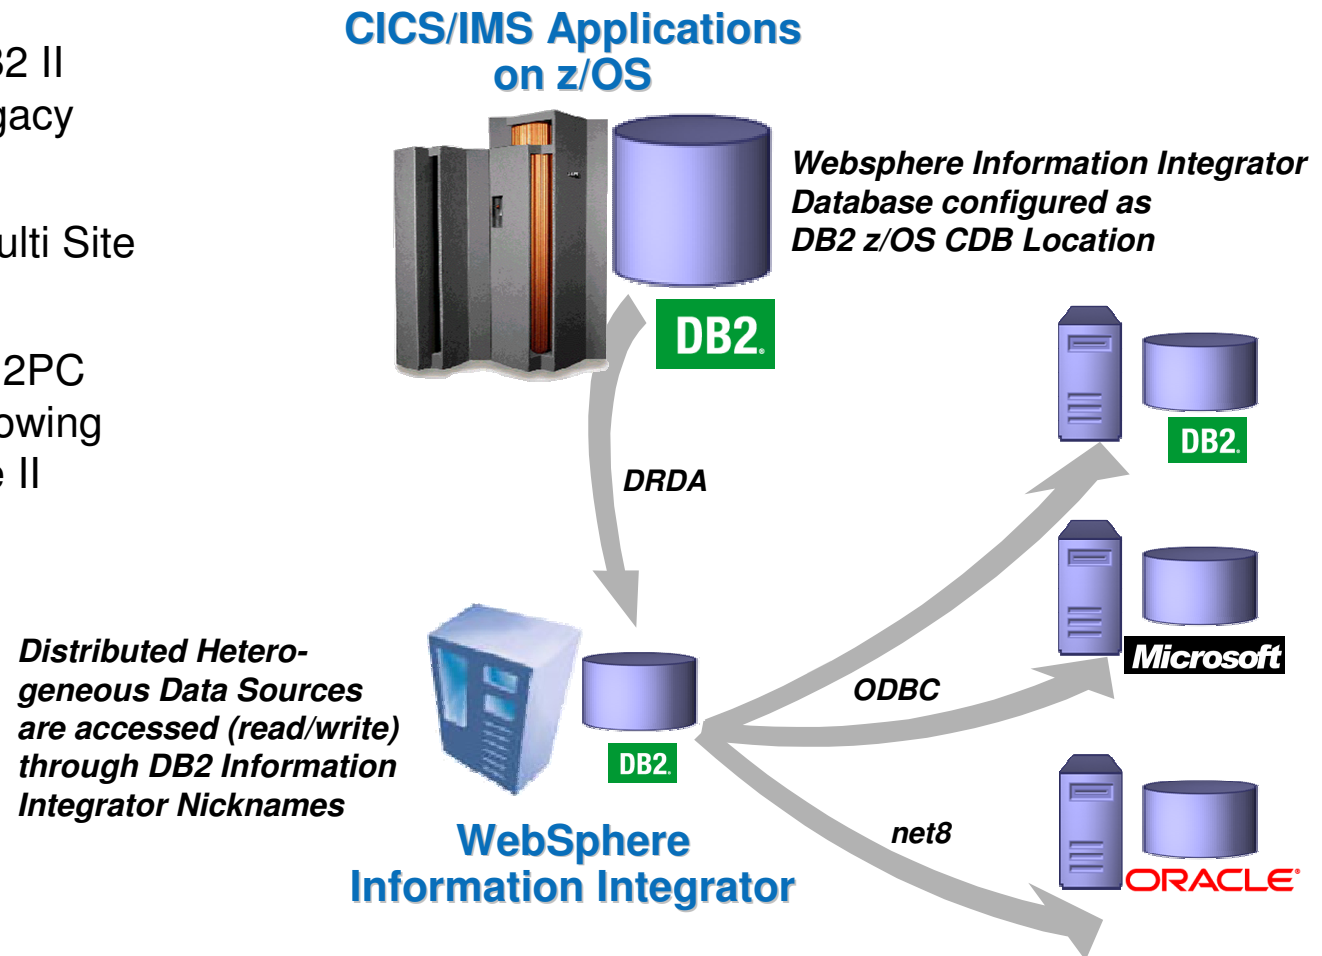 CICS/IMS Applications
on z/OS
B2 II
gacy
ulti Site
2PC
owing
e II
Websphere Information Integrator
Database configured as
DB2 z/OS CDB Location
DB2.
DRDA
DB2.
Microsoft
ODBC
Distributed Hetero-
geneous Data Sources
are accessed (read/write)
through DB2 Information
Integrator Nicknames
DB2.
WebSphere
Information Integrator
net8
ORACLE®